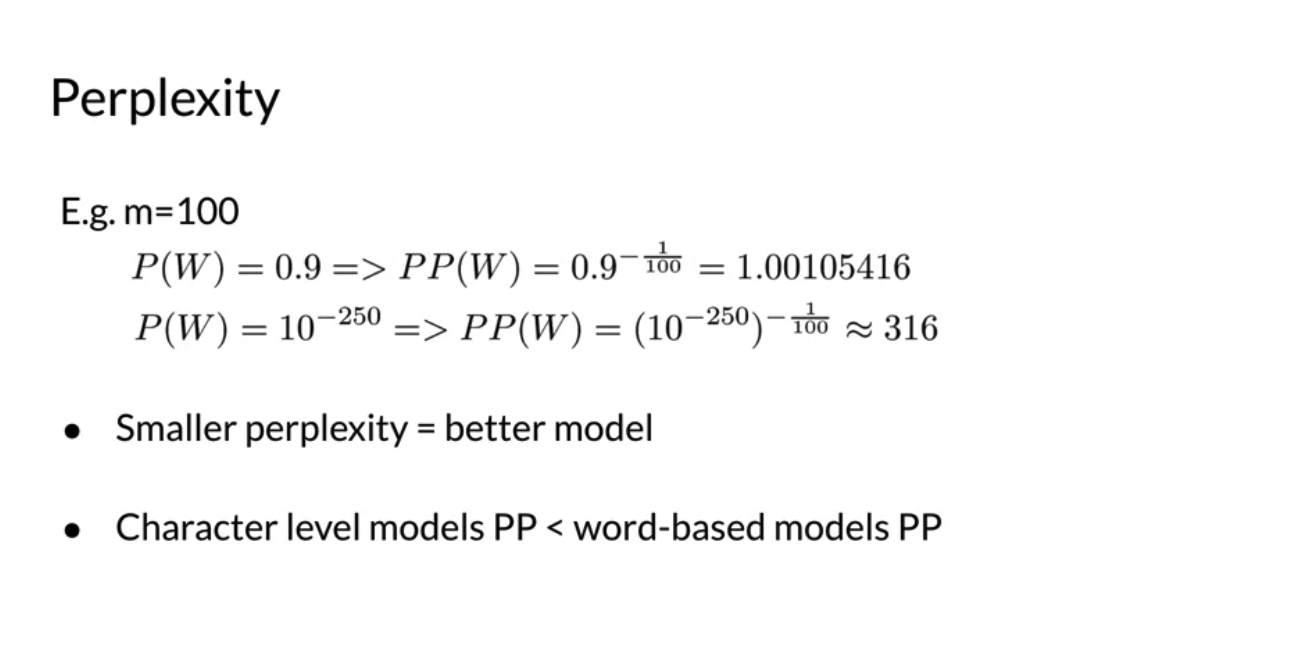 Perplexity
E.g. m=100
P(W) = 0.9 => PP(W) = 0.9^{-\frac{1}{100}} = 1.00105416
P(W) = 10^{-250} => PP(W) = (10^{-250})^{-\frac{1}{100}} ≈ 316
● Smaller perplexity = better model
● Character level models PP < word-based models PP